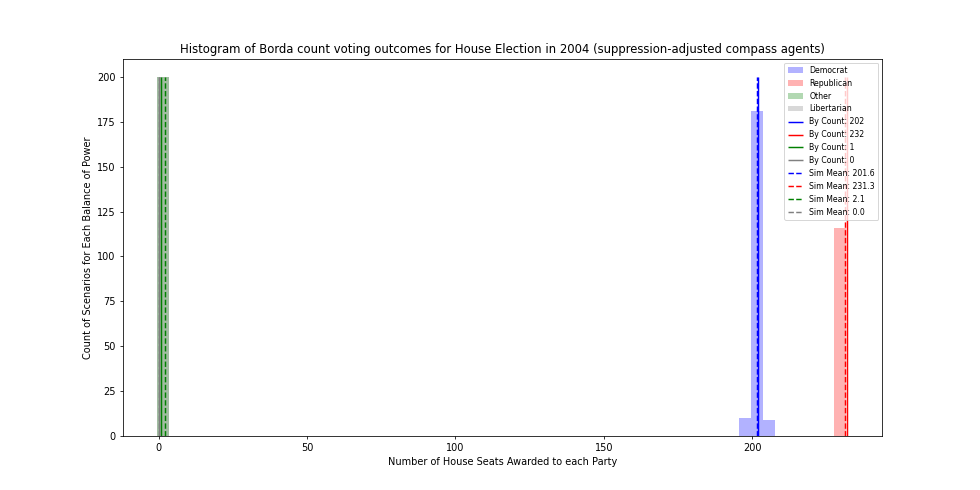 Histogram of Borda count voting outcomes for House Election in 2004 (suppression-adjusted compass agents)
Democrat
Republican
Other
Libertarian
By Count: 202
By Count: 232
By Count: 1
By Count: 0
Sim Mean: 201.6
Sim Mean: 231.3
Sim Mean: 2.1
Sim Mean: 0.0
Count of Scenarios for Each Balance of Power
200
175
150
125
100
75
50
25
0
0
50
100
150
200
Number of House Seats Awarded to each Party